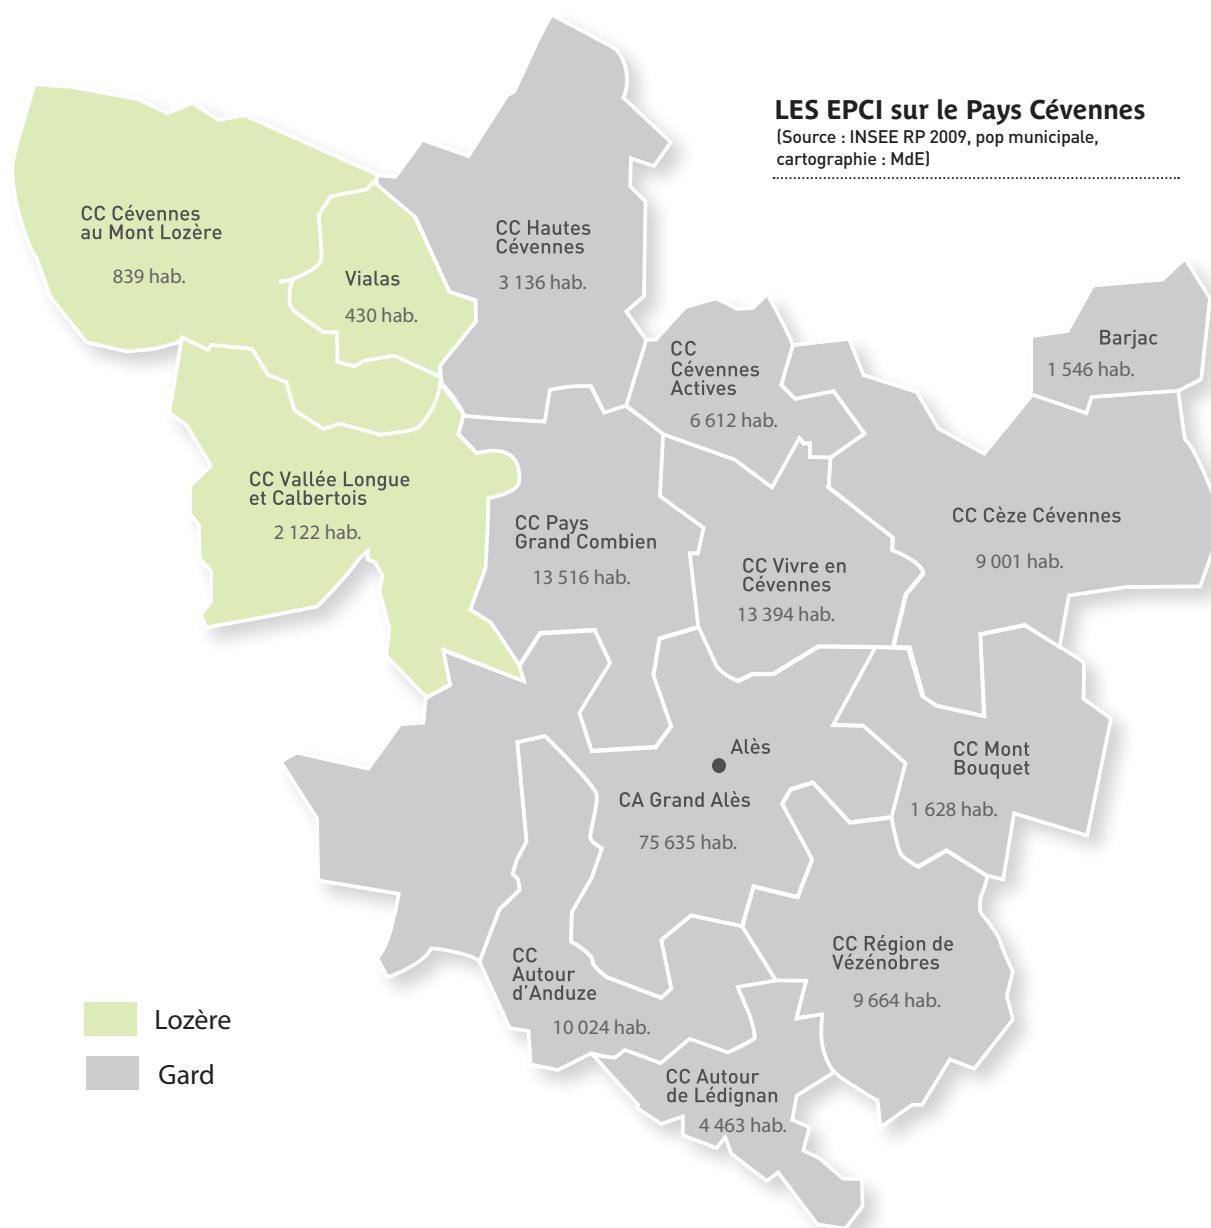 LES EPCI sur le Pays Cévennes
(Source : INSEE RP 2009, pop municipale,
cartographie : MdE)
CC Cévennes
au Mont Lozère
839 hab.
Vialas
430 hab.
CC Hautes
Cévennes
3 136 hab.
CC
Cévennes
Actives
6 612 hab.
Barjac
1 546 hab.
CC Vallée Longue
et Calbertois
2 122 hab.
CC Pays
Grand Combien
13 516 hab.
CC Vivre en
Cévennes
13 394 hab.
CC Cèze Cévennes
9 001 hab.
Alès
CA Grand Alès
75 635 hab.
CC Mont
Bouquet
1 628 hab.
CC
Autour
d'Anduze
10 024 hab.
CC Région de
Vézénobres
9 664 hab.
CC Autour
de Lédignan
4 463 hab.
Lozère
Gard